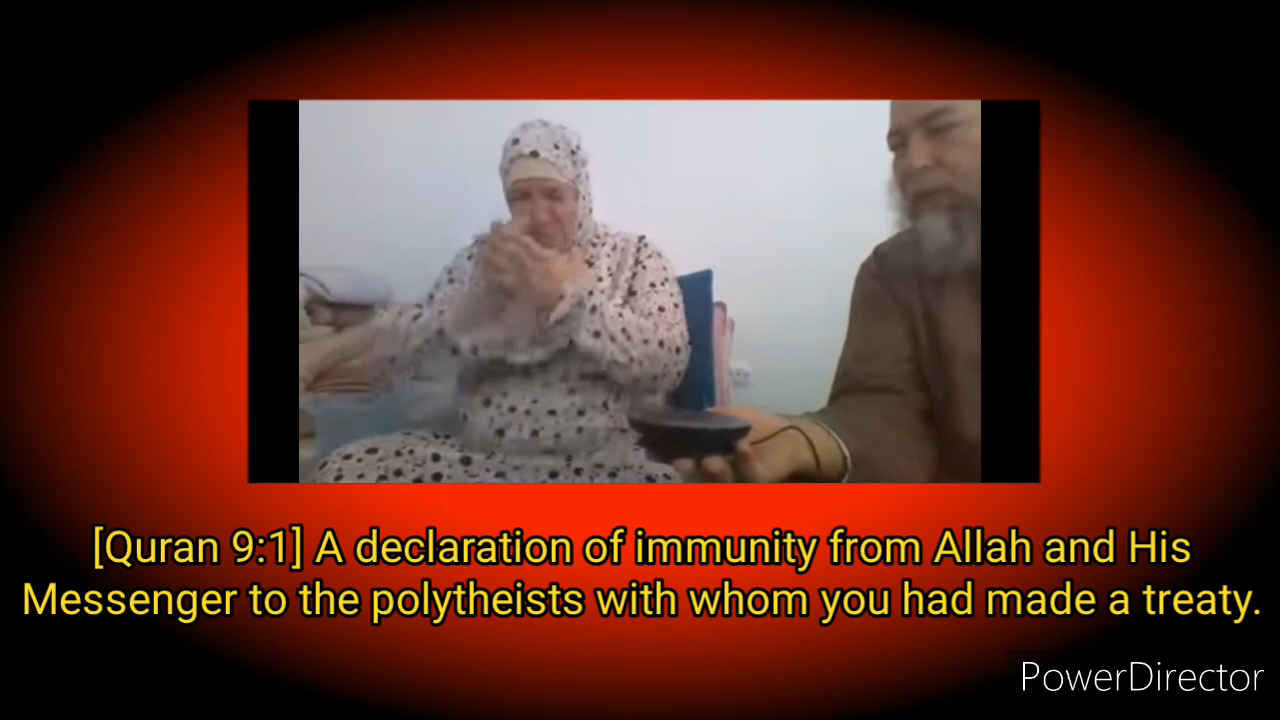 [Quran 9:1] A declaration of immunity from Allah and His
Messenger to the polytheists with whom you had made a treaty.
PowerDirector